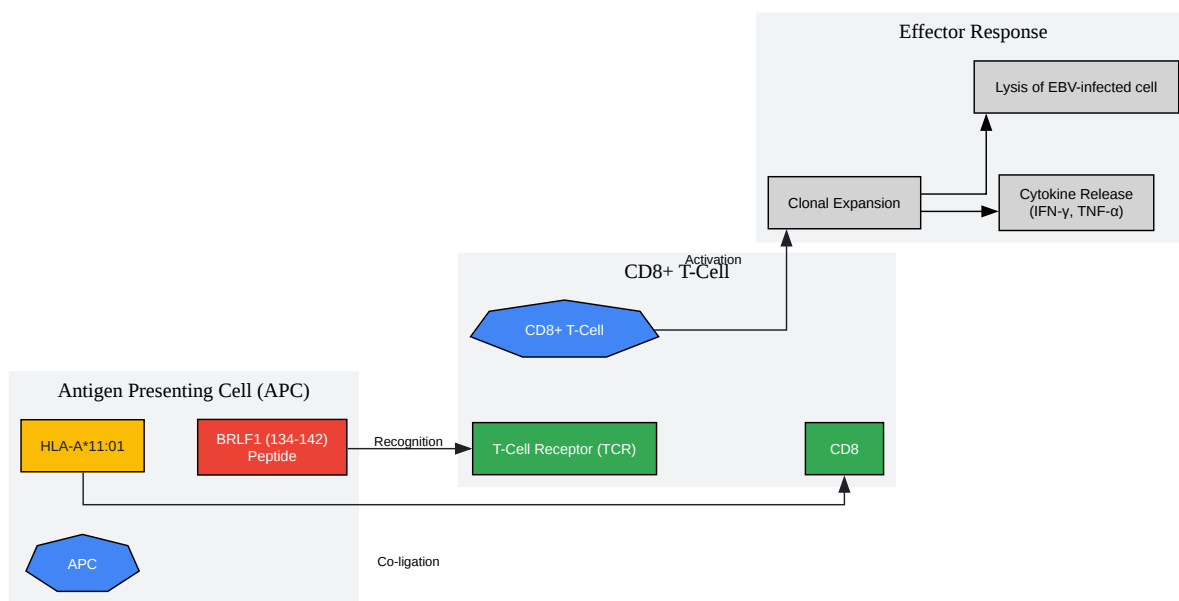 Effector Response
Lysis of EBV-infected cell
Clonal Expansion
Cytokine Release
(IFN-γ, TNF-α)
Activation
CD8+ T-Cell
CD8+ T-Cell
Antigen Presenting Cell (APC)
HLA-A*11:01
BRLF1 (134-142)
Peptide
Recognition
T-Cell Receptor (TCR)
CD8
APC
Co-ligation